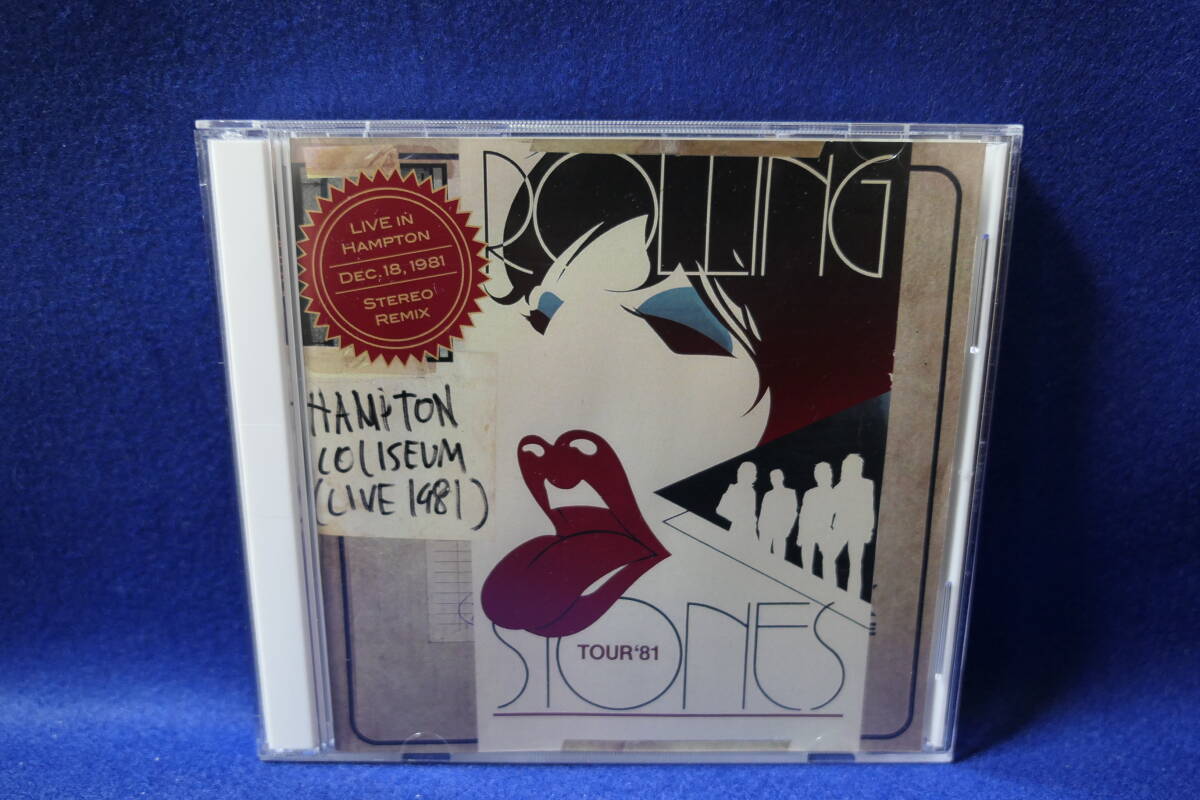 ROLLING
LIVE IN
HAMPTON
DEC. 18, 1981
STEREO
REMIX
HAMPTON
COLISEUM
(LIVE 1981)
STONES
TOUR '81